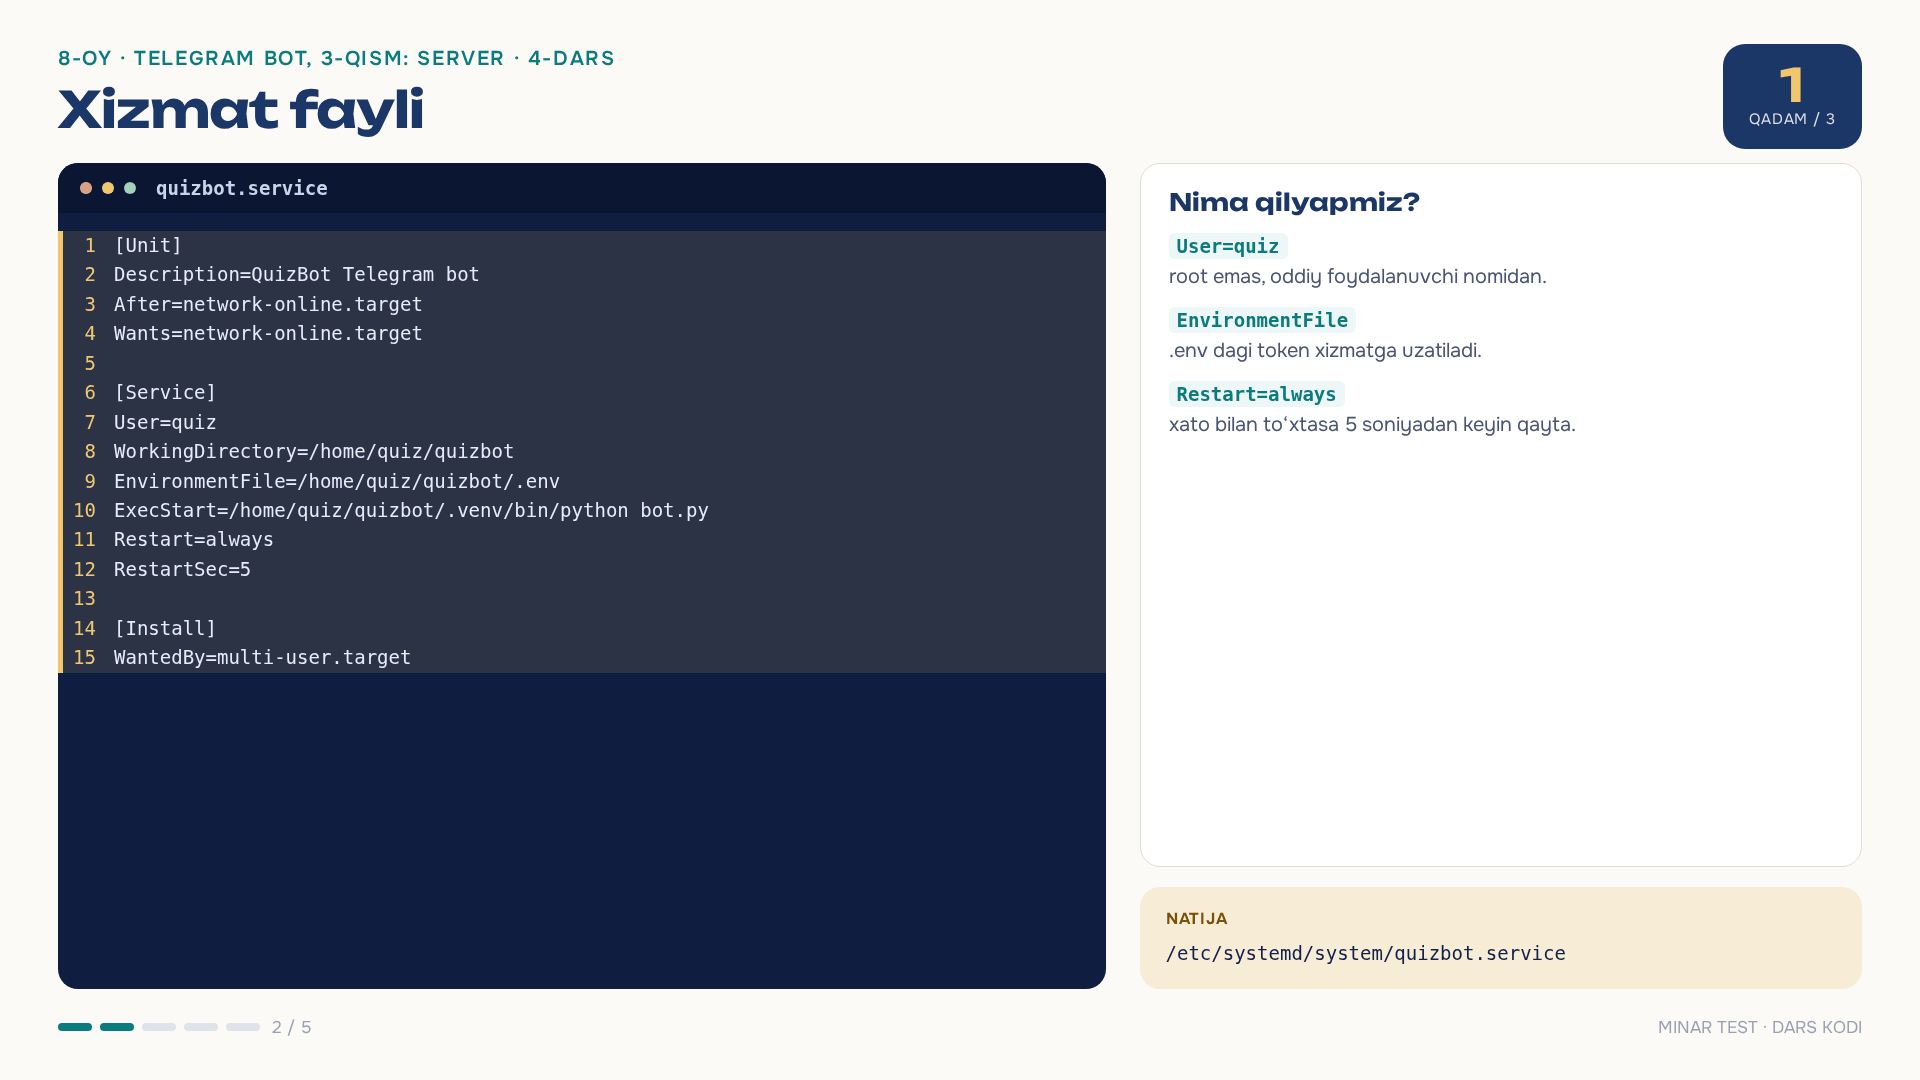 8-OY · TELEGRAM BOT, 3-QISM: SERVER · 4-DARS
Xizmat fayli
1
QADAM / 3
quizbot.service
1 [Unit]
2 Description=QuizBot Telegram bot
3 After=network-online.target
4 Wants=network-online.target
5
6 [Service]
7 User=quiz
8 WorkingDirectory=/home/quiz/quizbot
9 EnvironmentFile=/home/quiz/quizbot/.env
10 ExecStart=/home/quiz/quizbot/.venv/bin/python bot.py
11 Restart=always
12 RestartSec=5
13
14 [Install]
15 WantedBy=multi-user.target
Nima qilyapmiz?
User=quiz
root emas, oddiy foydalanuvchi nomidan.
EnvironmentFile
.env dagi token xizmatga uzatiladi.
Restart=always
xato bilan to‘xtasa 5 soniyadan keyin qayta.
NATIJA
/etc/systemd/system/quizbot.service
2 / 5
MINAR TEST · DARS KODI